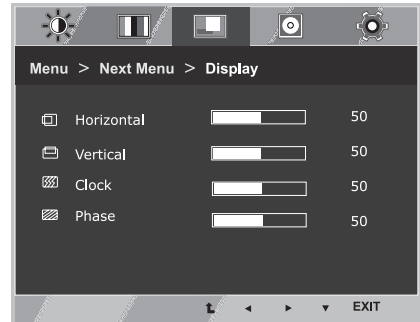 Menu > Next Menu > Display
Horizontal 50
Vertical 50
Clock 50
Phase 50
EXIT